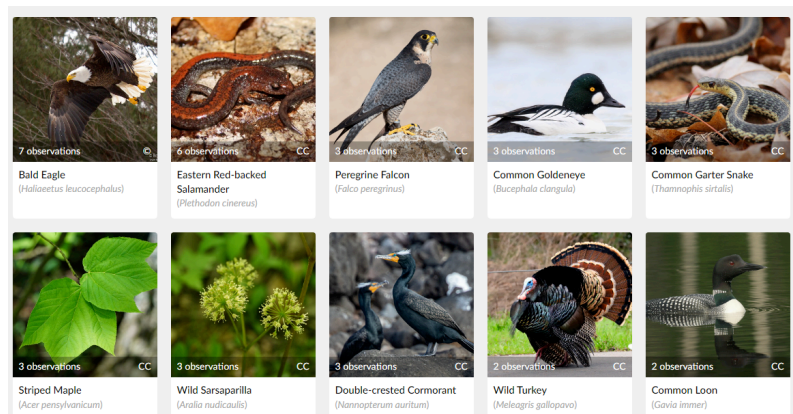 7 observations ©
6 observations CC
3 observations CC
3 observations CC
3 observations CC
Bald Eagle
(Haliaeetus leucocephalus)
Eastern Red-backed
Salamander
(Plethodon cinereus)
Peregrine Falcon
(Falco peregrinus)
Common Goldeneye
(Bucephala clangula)
Common Garter Snake
(Thamnophis sirtalis)
3 observations CC
3 observations CC
3 observations CC
2 observations CC
2 observations CC
Striped Maple
(Acer pensylvanicum)
Wild Sarsaparilla
(Aralia nudicaulis)
Double-crested Cormorant
(Nannopterum auritum)
Wild Turkey
(Meleagris gallopavo)
Common Loon
(Gavia immer)